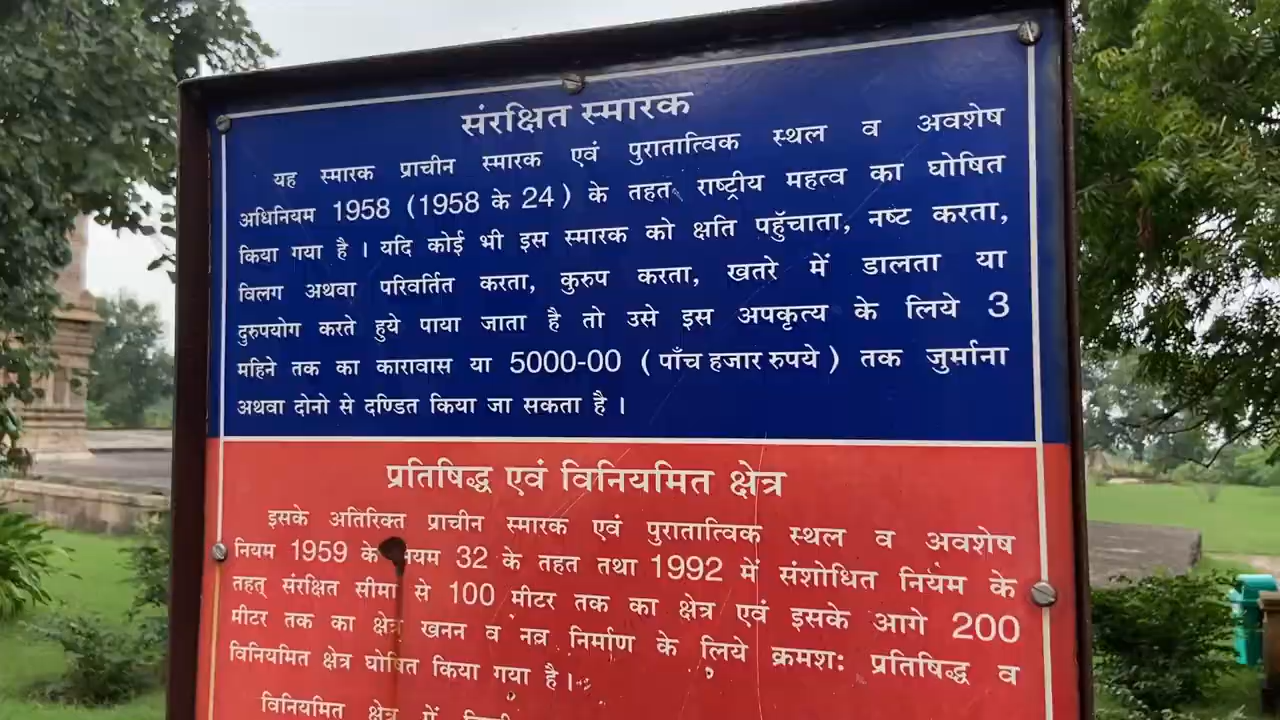 संरक्षित स्मारक
यह स्मारक प्राचीन स्मारक एवं पुरातात्विक स्थल व अवशेष
अधिनियम 1958 (1958 के 24) के तहत राष्ट्रीय महत्व का घोषित
किया गया है । यदि कोई भी इस स्मारक को क्षति पहुँचाता, नष्ट करता,
विलग अथवा परिवर्तित करता, कुरुप करता, खतरे में डालता या
दुरुपयोग करते हुये पाया जाता है तो उसे इस अपकृत्य के लिये 3
महिने तक का कारावास या 5000-00 (पाँच हजार रुपये) तक जुर्माना
अथवा दोनो से दण्डित किया जा सकता है ।
प्रतिषिद्ध एवं विनियमित क्षेत्र
इसके अतिरिक्त प्राचीन स्मारक एवं पुरातात्विक स्थल व अवशेष
नियम 1959 के 32 के तहत तथा 1992 में संशोधित नियम के
तहत् संरक्षित सीमा से 100 मीटर तक का क्षेत्र एवं इसके आगे 200
मीटर तक का क्षेत्र खनन व नव निर्माण के लिये क्रमशः प्रतिषिद्ध व
विनियमित क्षेत्र घोषित किया गया है।
विनियमित क्षेत्र में